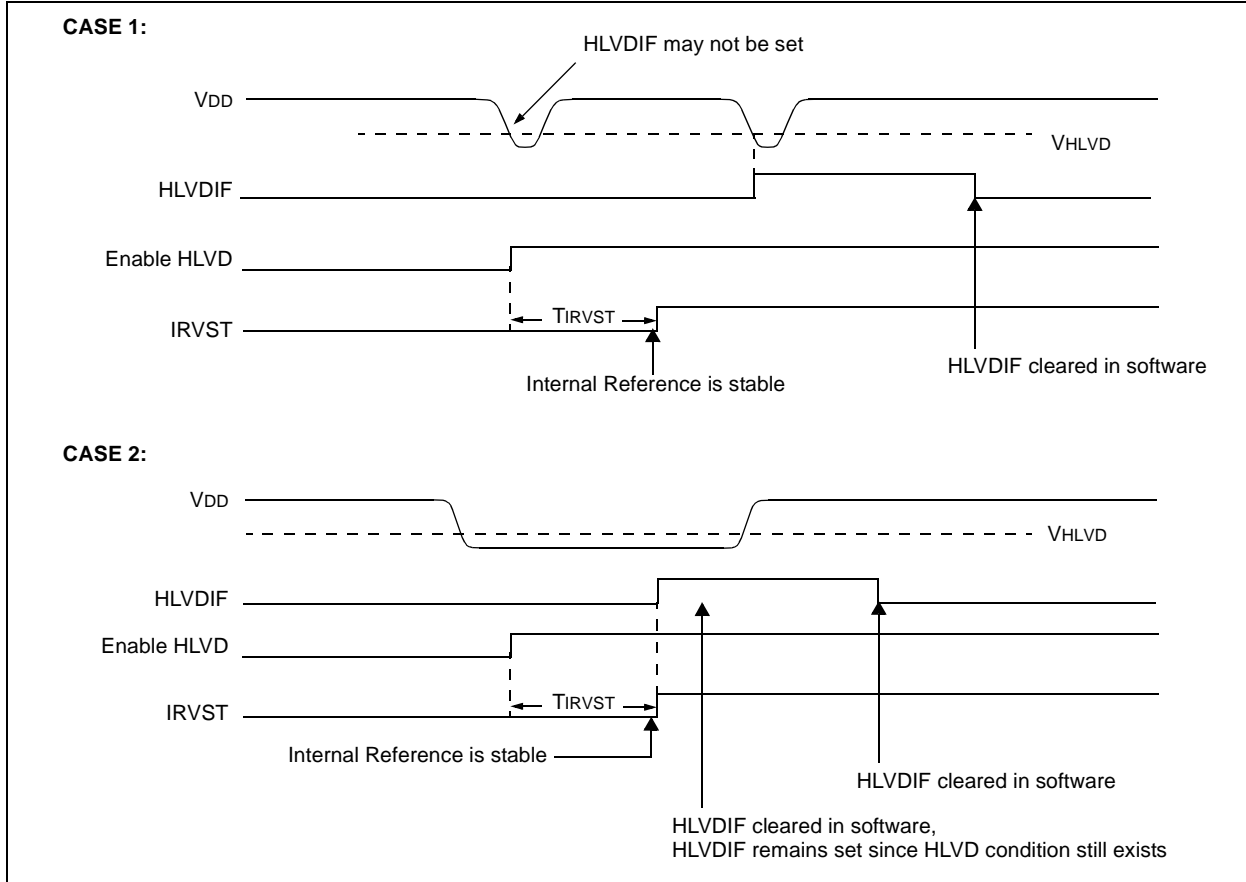 CASE 1:
HLVDIF may not be set
VDD
VHLVD
HLVDIF
Enable HLVD
TIRVST
IRVST
HLVDIF cleared in software
Internal Reference is stable
CASE 2:
VDD
VHLVD
HLVDIF
Enable HLVD
TIRVST
IRVST
Internal Reference is stable
HLVDIF cleared in software
HLVDIF cleared in software,
HLVDIF remains set since HLVD condition still exists